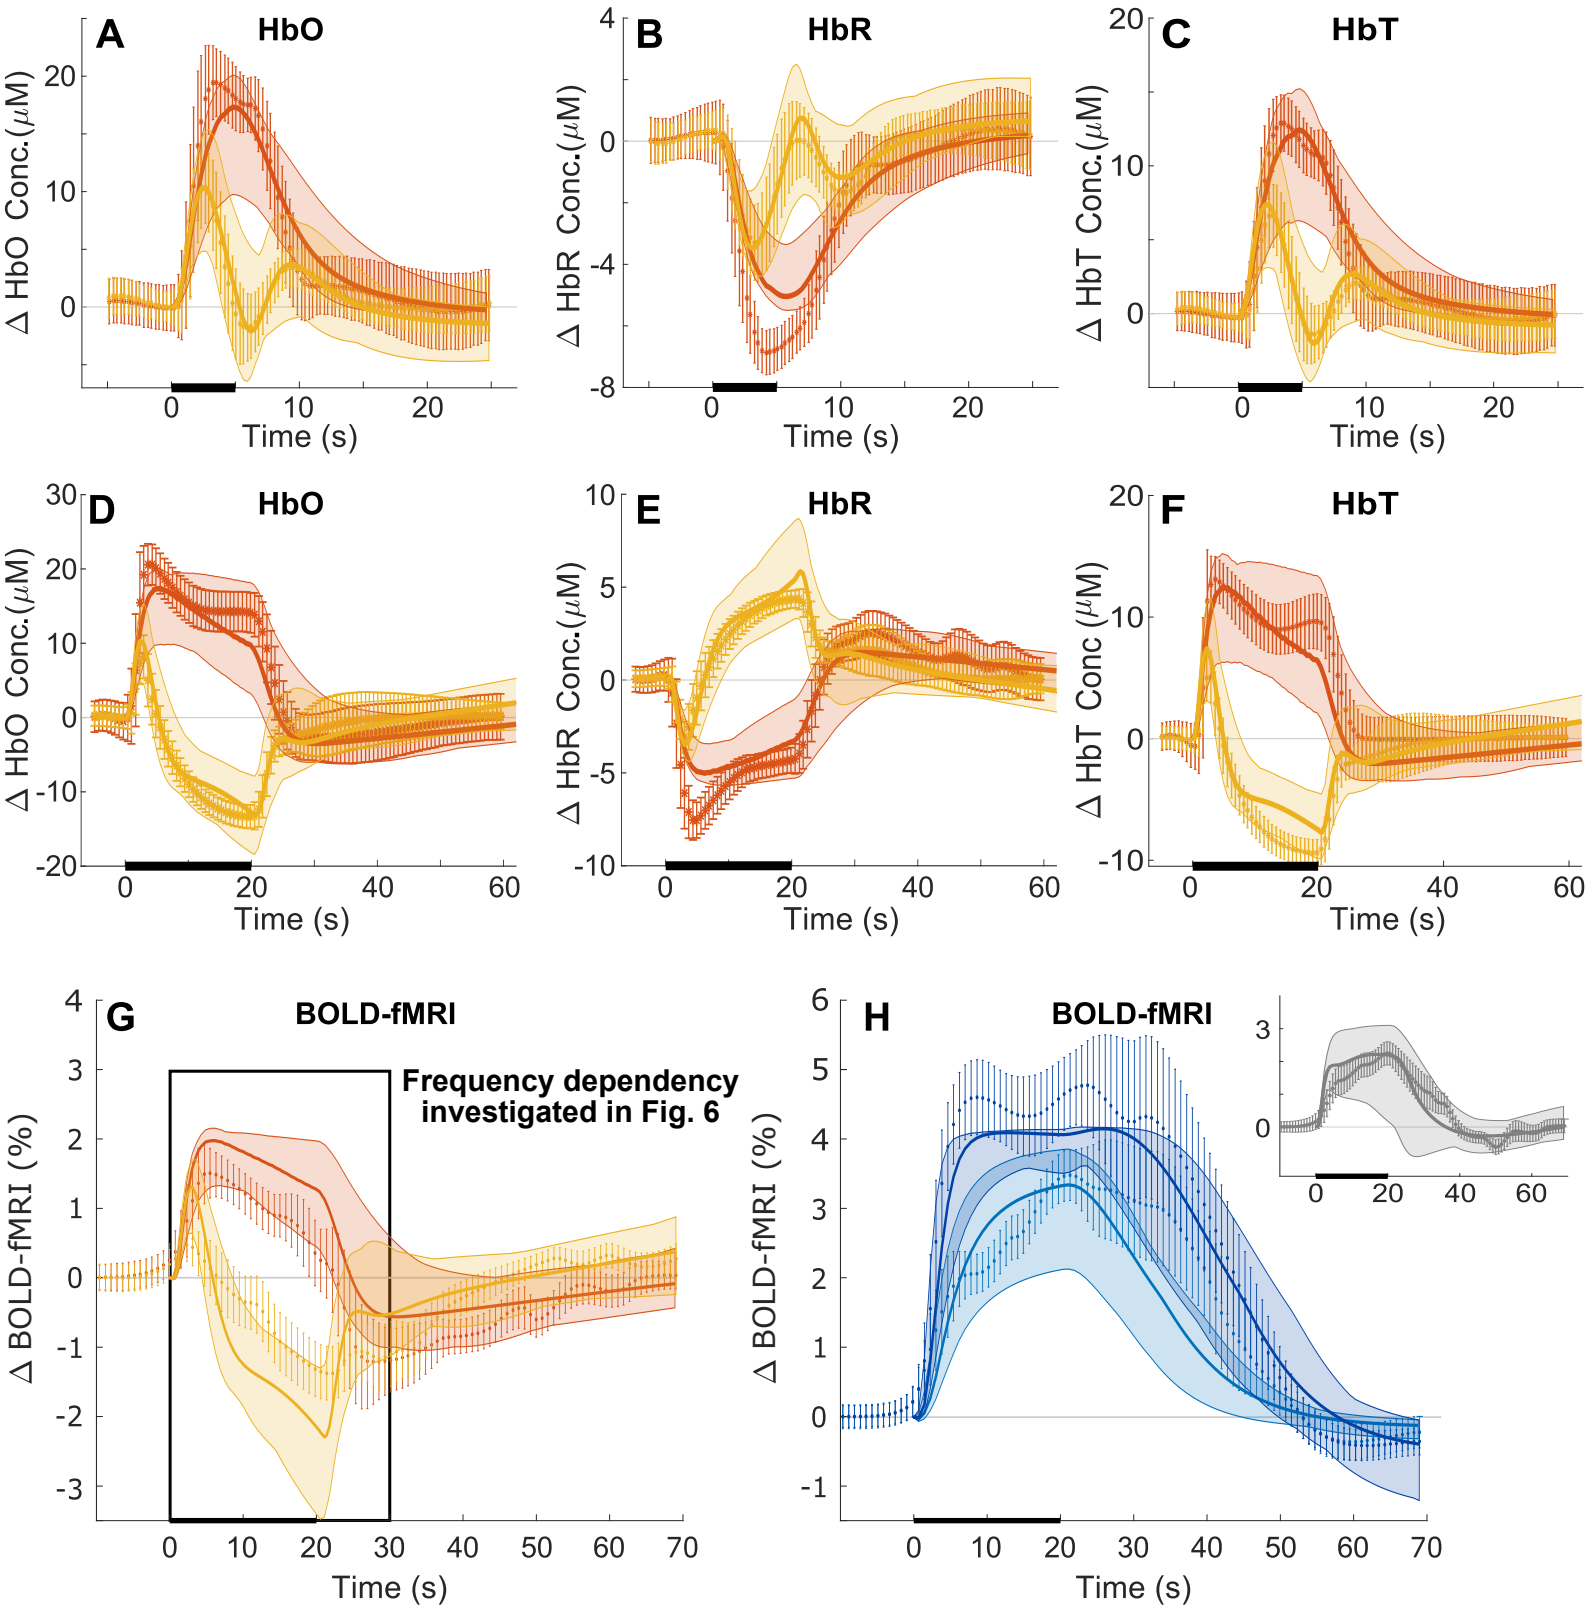 A HbO
Δ HbO Conc.(μM)
20
10
0
0 10 20
Time (s)
B HbR
Δ HbR Conc.(μM)
4
0
-4
-8
0 10 20
Time (s)
C HbT
Δ HbT Conc.(μM)
20
10
0
0 10 20
Time (s)
D HbO
Δ HbO Conc.(μM)
30
20
10
0
-10
-20
0 20 40 60
Time (s)
E HbR
Δ HbR Conc.(μM)
10
5
0
-5
-10
0 20 40 60
Time (s)
F HbT
Δ HbT Conc (μM)
20
10
0
-10
0 20 40 60
Time (s)
G BOLD-fMRI
Δ BOLD-fMRI (%)
Frequency dependency
investigated in Fig. 6
4
3
2
1
0
-1
-2
-3
0 10 20 30 40 50 60 70
Time (s)
H BOLD-fMRI
Δ BOLD-fMRI (%)
6
5
4
3
2
1
0
-1
0 10 20 30 40 50 60 70
Time (s)
3
0
0 20 40 60